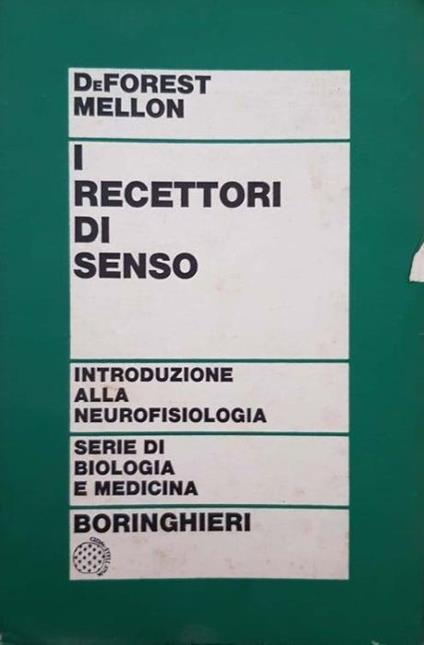 DeFOREST
MELLON
I
RECETTORI
DI
SENSO
INTRODUZIONE
ALLA
NEUROFISIOLOGIA
SERIE DI
BIOLOGIA
E MEDICINA
BORINGHIERI